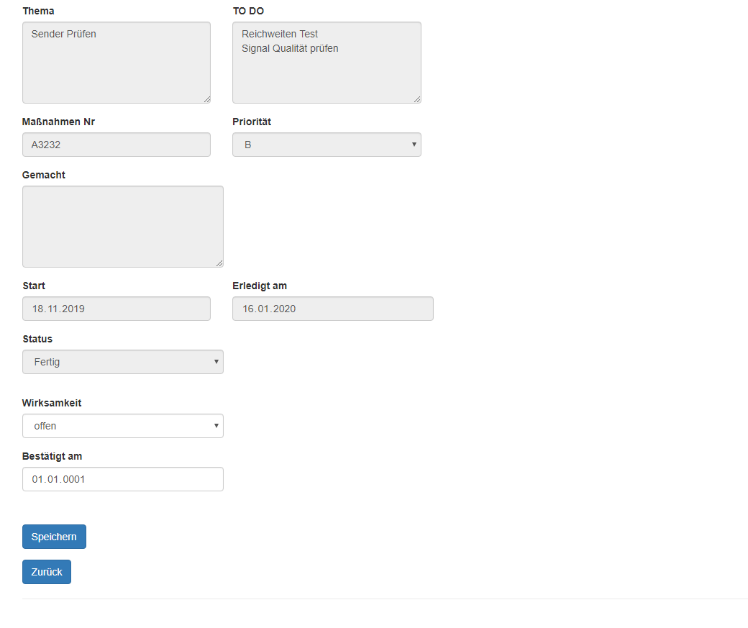 Thema
TO DO
Sender Prüfen
Reichweiten Test
Signal Qualität prüfen
Maßnahmen Nr
Priorität
A3232
B
Gemacht
Start
Erledigt am
18.11.2019
16.01.2020
Status
Fertig
Wirksamkeit
offen
Bestätigt am
01.01.0001
Speichern
Zurück